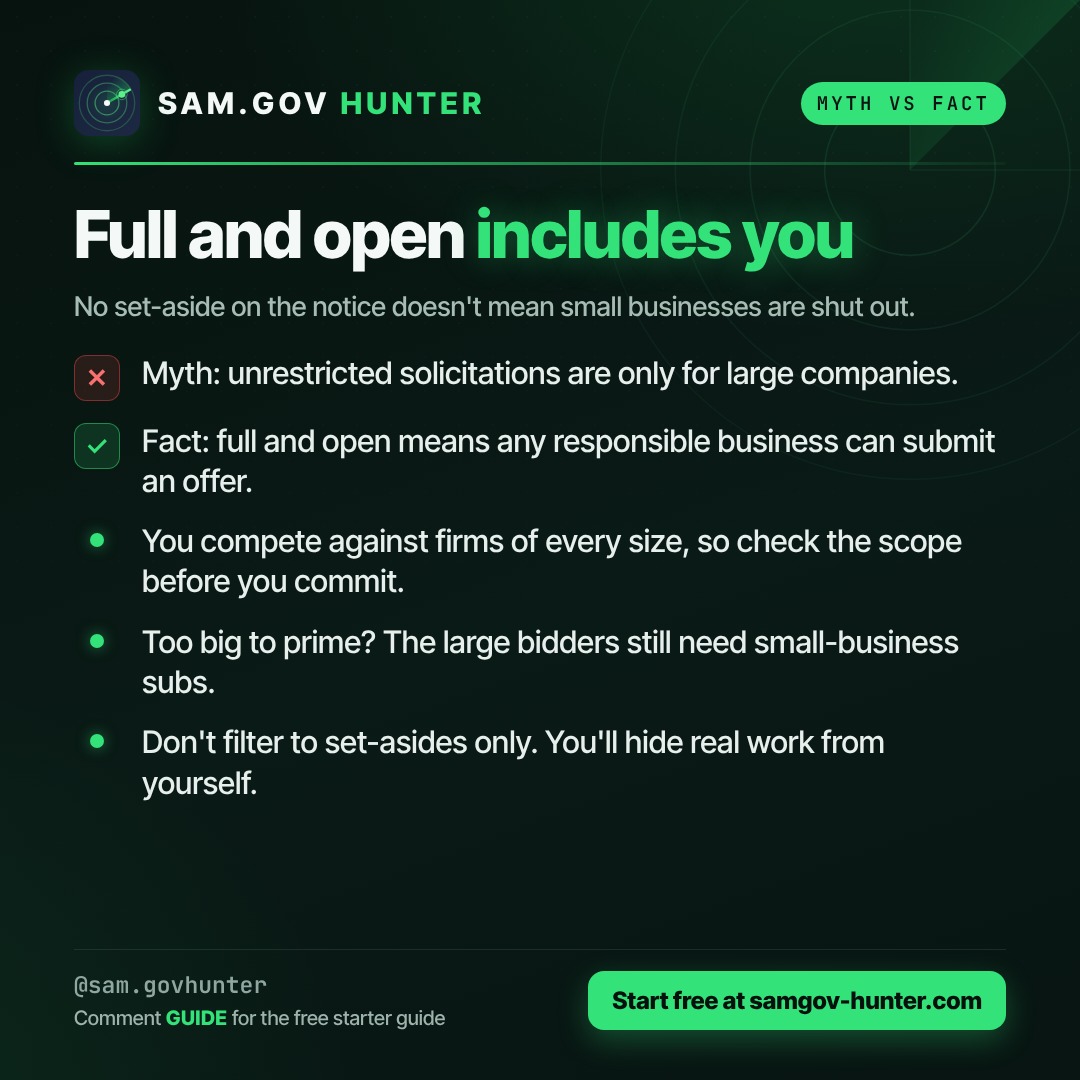 SAM.GOV HUNTER
MYTH VS FACT
Full and open includes you
No set-aside on the notice doesn't mean small businesses are shut out.
Myth: unrestricted solicitations are only for large companies.
Fact: full and open means any responsible business can submit
an offer.
You compete against firms of every size, so check the scope
before you commit.
Too big to prime? The large bidders still need small-business
subs.
Don't filter to set-asides only. You'll hide real work from
yourself.
@sam.govhunter
Comment GUIDE for the free starter guide
Start free at samgov-hunter.com